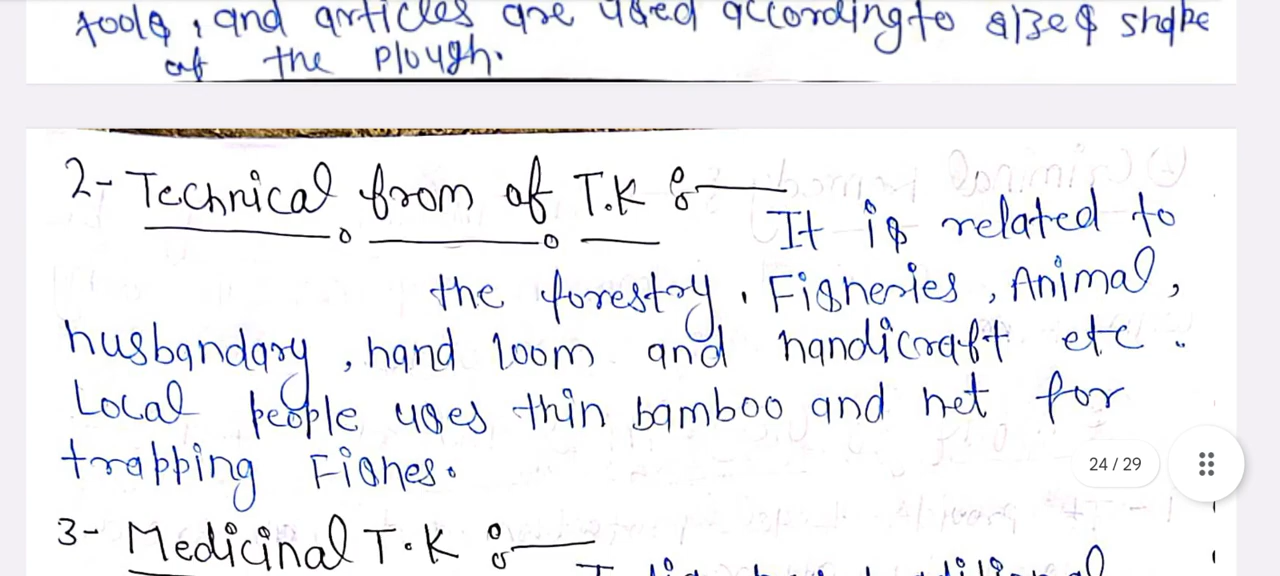 tools, and articles are used according to size & shape
of the Plough.
2- Technical from of T.K :- It is related to
the forestry, Fisheries, Animal,
husbandary, hand loom and handicraft etc.
Local people uses thin bamboo and net for
trapping Fishes.
24 / 29
3- Medicinal T.K :-